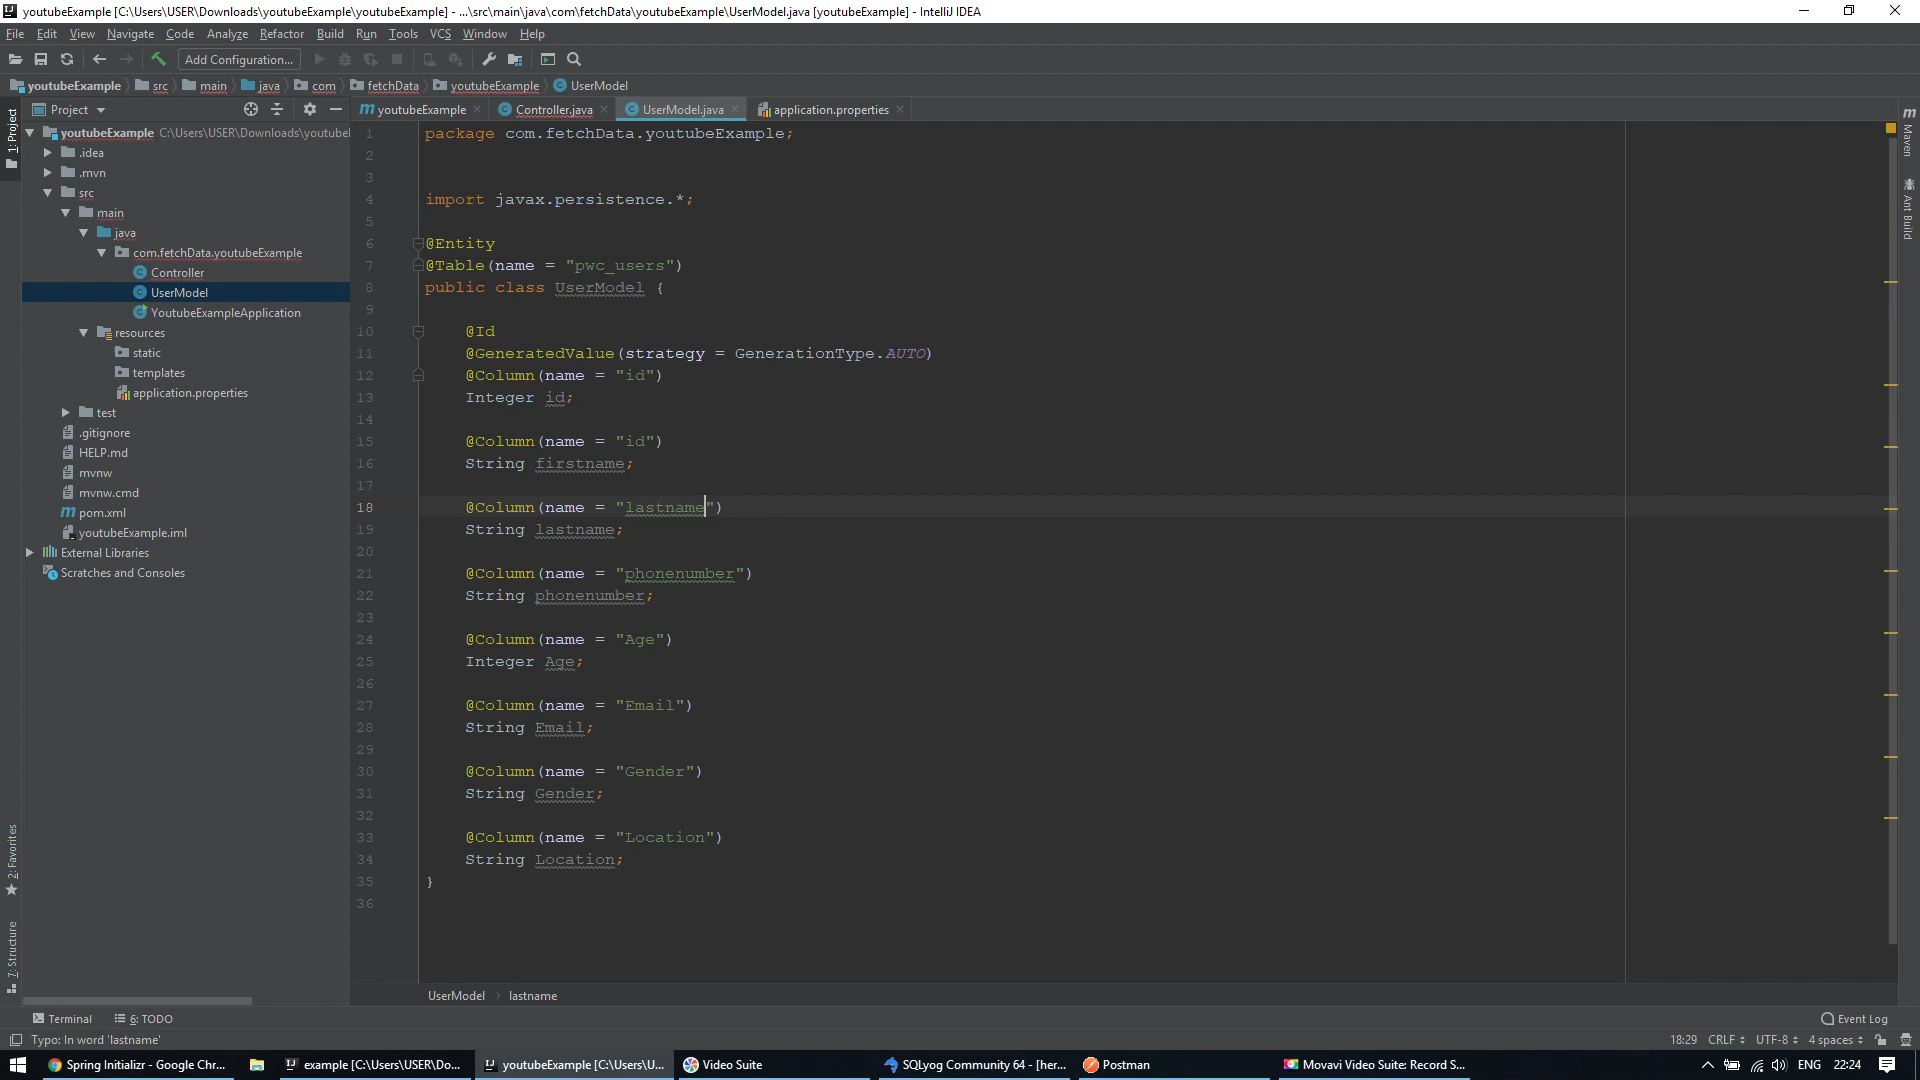 youtubeExample [C:\Users\USER\Downloads\youtubeExample\youtubeExample] - ...\src\main\java\com\fetchData\youtubeExample\UserModel.java [youtubeExample] - IntelliJ IDEA
File Edit View Navigate Code Analyze Refactor Build Run Tools VCS Window Help
Add Configuration...
youtubeExample src main java com fetchData youtubeExample UserModel
Project
youtubeExample Controller.java UserModel.java application.properties
1: Project
Maven
Ant Build
youtubeExample C:\Users\USER\Downloads\youtubel
.idea
.mvn
src
main
java
com.fetchData.youtubeExample
Controller
UserModel
YoutubeExampleApplication
resources
static
templates
application.properties
test
.gitignore
HELP.md
mvnw
mvnw.cmd
pom.xml
youtubeExample.iml
External Libraries
Scratches and Consoles
2: Favorites
7: Structure
1 package com.fetchData.youtubeExample;
2
3
4 import javax.persistence.*;
5
6 @Entity
7 @Table(name = "pwc_users")
8 public class UserModel {
9
10 @Id
11 @GeneratedValue(strategy = GenerationType.AUTO)
12 @Column(name = "id")
13 Integer id;
14
15 @Column(name = "id")
16 String firstname;
17
18 @Column(name = "lastname")
19 String lastname;
20
21 @Column(name = "phonenumber")
22 String phonenumber;
23
24 @Column(name = "Age")
25 Integer Age;
26
27 @Column(name = "Email")
28 String Email;
29
30 @Column(name = "Gender")
31 String Gender;
32
33 @Column(name = "Location")
34 String Location;
35 }
36
UserModel lastname
Terminal 6: TODO Event Log
Typo: In word 'lastname' 18:29 CRLF UTF-8 4 spaces
Spring Initializr - Google Chr... example [C:\Users\USER\Do... youtubeExample [C:\Users\U... Video Suite SQLyog Community 64 - [her... Postman Movavi Video Suite: Record S... ENG 22:24